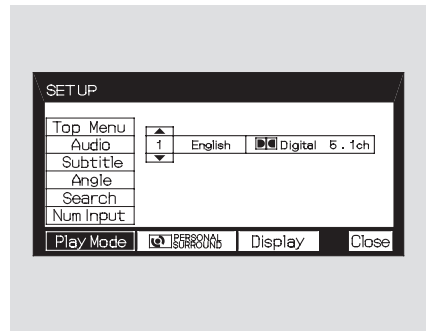 SETUP
Top Menu
Audio
Subtitle
Angle
Search
Num Input
1 English Digital 5.1ch
Play Mode PERSONAL SURROUND Display Close